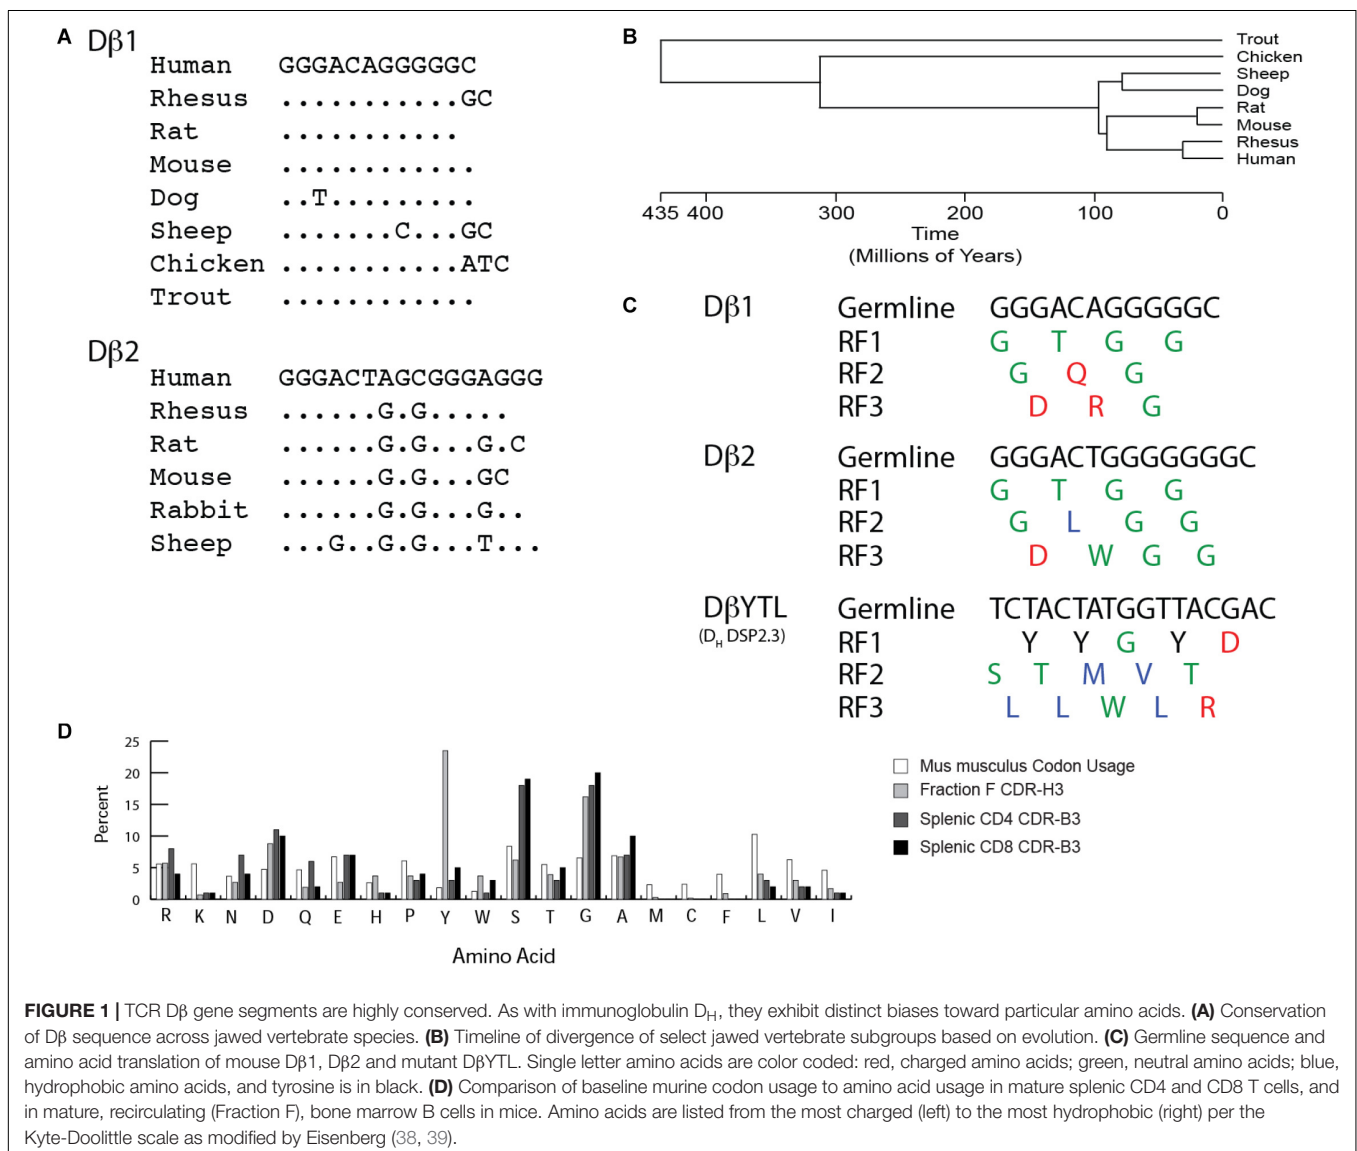 A Dβ1
Human GGGACAGGGGGC
Rhesus ...........GC
Rat ...........
Mouse ............
Dog ..T.........
Sheep .......C...GC
Chicken ...........ATC
Trout ............
Dβ2
Human GGGACTAGCGGGAGGG
Rhesus ......G.G.....
Rat ......G.G...G.C
Mouse ......G.G...GC
Rabbit ......G.G...G..
Sheep ...G..G.G...T...
B
Trout
Chicken
Sheep
Dog
Rat
Mouse
Rhesus
Human
435 400 300 200 100 0
Time
(Millions of Years)
C Dβ1 Germline GGGACAGGGGGC
RF1 G T G G
RF2 G Q G
RF3 D R G
Dβ2 Germline GGGACTGGGGGGGC
RF1 G T G G
RF2 G L G G
RF3 D W G G
DβYTL Germline TCTACTATGGTTACGAC
(DH DSP2.3) RF1 Y Y G Y D
RF2 S T M V T
RF3 L L W L R
D
25
20
15
10
5
0
Percent
R K N D Q E H P Y W S T G A M C F L V I
Amino Acid
Mus musculus Codon Usage
Fraction F CDR-H3
Splenic CD4 CDR-B3
Splenic CD8 CDR-B3
FIGURE 1 | TCR Dβ gene segments are highly conserved. As with immunoglobulin DH, they exhibit distinct biases toward particular amino acids. (A) Conservation
of Dβ sequence across jawed vertebrate species. (B) Timeline of divergence of select jawed vertebrate subgroups based on evolution. (C) Germline sequence and
amino acid translation of mouse Dβ1, Dβ2 and mutant DβYTL. Single letter amino acids are color coded: red, charged amino acids; green, neutral amino acids; blue,
hydrophobic amino acids, and tyrosine is in black. (D) Comparison of baseline murine codon usage to amino acid usage in mature splenic CD4 and CD8 T cells, and
in mature, recirculating (Fraction F), bone marrow B cells in mice. Amino acids are listed from the most charged (left) to the most hydrophobic (right) per the
Kyte-Doolittle scale as modified by Eisenberg (38, 39).